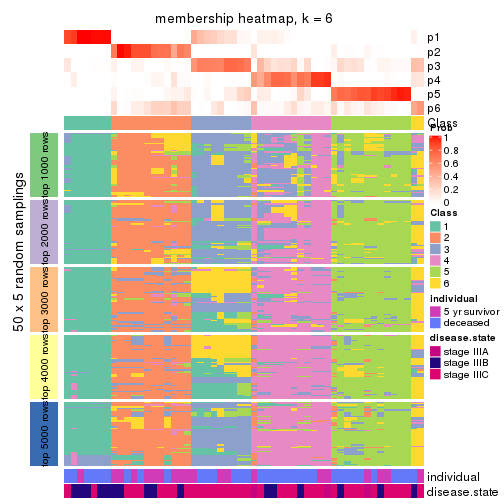 membership heatmap, k = 6
p1
p2
p3
p4
p5
p6
Class
50 x 5 random samplings
top 1000 rows
top 2000 rows
top 3000 rows
top 4000 rows
top 5000 rows
Prob
1
0.8
0.6
0.4
0.2
0
Class
1
2
3
4
5
6
individual
5 yr survivor
deceased
disease.state
stage IIIA
stage IIIB
stage IIIC
individual
disease.state